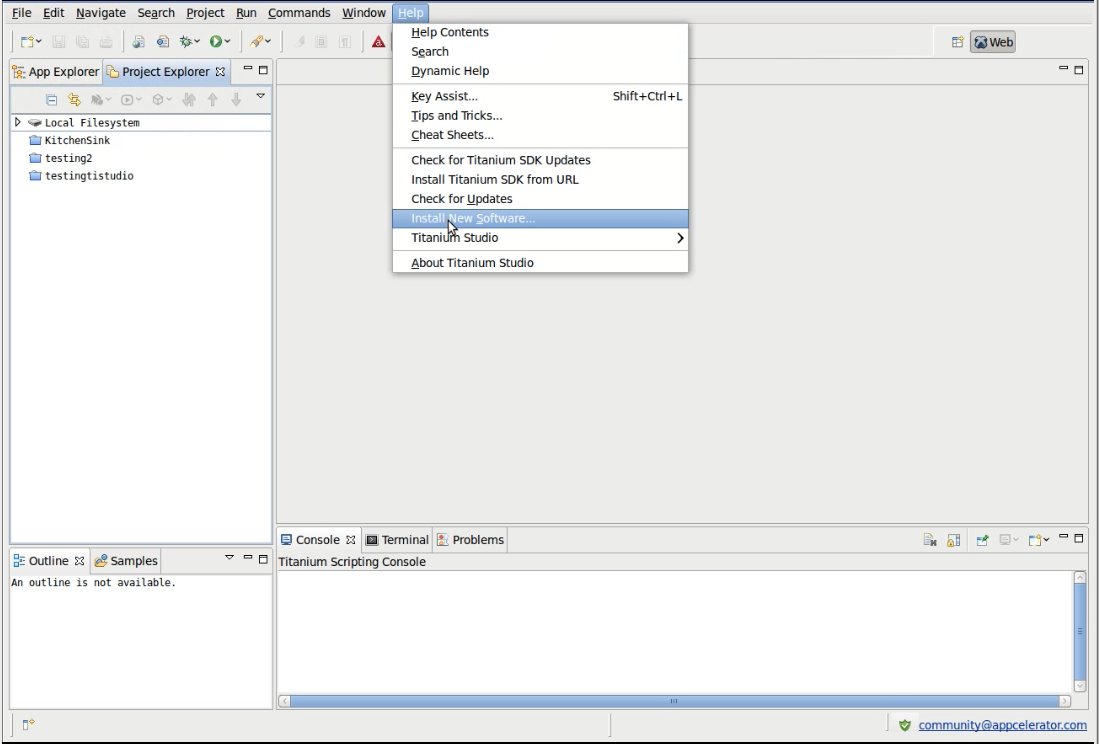 File Edit Navigate Search Project Run Commands Window Help
Help Contents
Search
Dynamic Help
Key Assist... Shift+Ctrl+L
Tips and Tricks...
Cheat Sheets...
Check for Titanium SDK Updates
Install Titanium SDK from URL
Check for Updates
Install New Software...
Titanium Studio
About Titanium Studio
Web
App Explorer Project Explorer
Local Filesystem
KitchenSink
testing2
testingtistudio
Outline Samples
An outline is not available.
Console Terminal Problems
Titanium Scripting Console
community@appcelerator.com